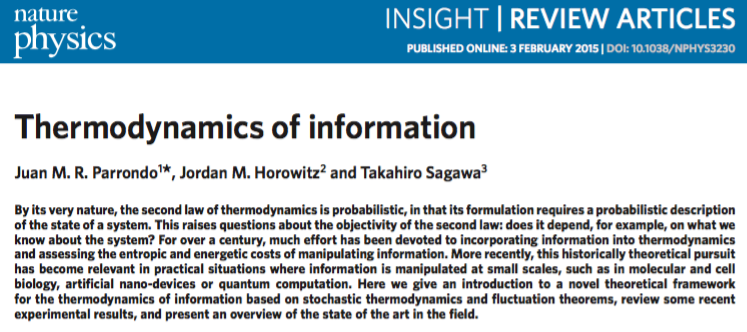 nature
physics
INSIGHT | REVIEW ARTICLES
PUBLISHED ONLINE: 3 FEBRUARY 2015 | DOI: 10.1038/NPHYS3230
Thermodynamics of information
Juan M. R. Parrondo1*, Jordan M. Horowitz2 and Takahiro Sagawa3
By its very nature, the second law of thermodynamics is probabilistic, in that its formulation requires a probabilistic description
of the state of a system. This raises questions about the objectivity of the second law: does it depend, for example, on what we
know about the system? For over a century, much effort has been devoted to incorporating information into thermodynamics
and assessing the entropic and energetic costs of manipulating information. More recently, this historically theoretical pursuit
has become relevant in practical situations where information is manipulated at small scales, such as in molecular and cell
biology, artificial nano-devices or quantum computation. Here we give an introduction to a novel theoretical framework
for the thermodynamics of information based on stochastic thermodynamics and fluctuation theorems, review some recent
experimental results, and present an overview of the state of the art in the field.